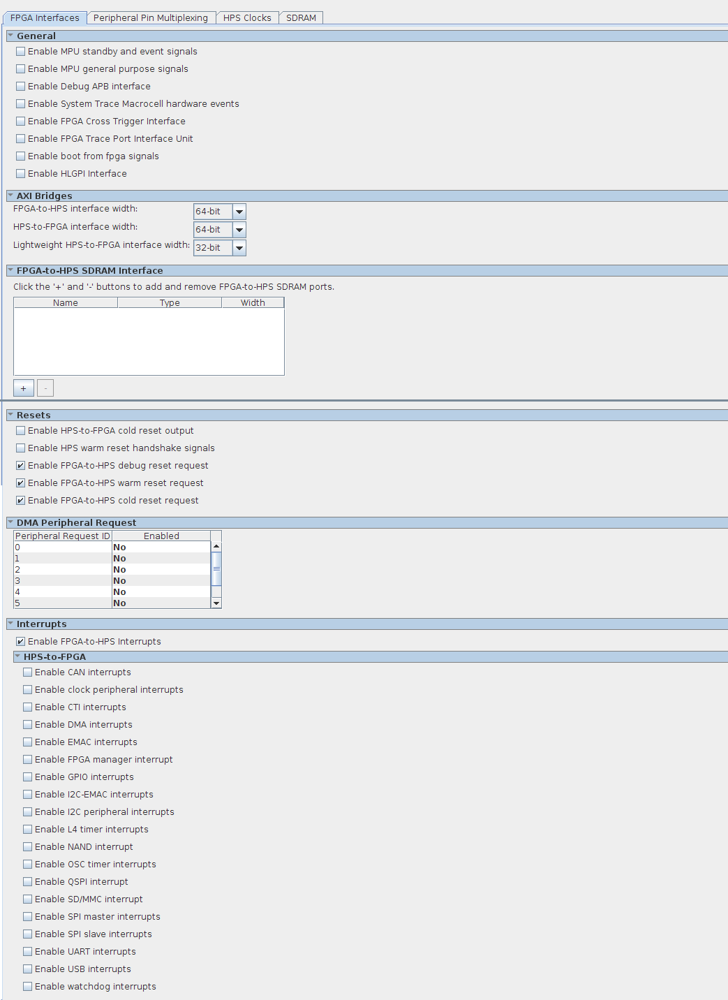 FPGA Interfaces Peripheral Pin Multiplexing HPS Clocks SDRAM
General
Enable MPU standby and event signals
Enable MPU general purpose signals
Enable Debug APB interface
Enable System Trace Macrocell hardware events
Enable FPGA Cross Trigger Interface
Enable FPGA Trace Port Interface Unit
Enable boot from fpga signals
Enable HLGPI Interface
AXI Bridges
FPGA-to-HPS interface width: 64-bit
HPS-to-FPGA interface width: 64-bit
Lightweight HPS-to-FPGA interface width: 32-bit
FPGA-to-HPS SDRAM Interface
Click the '+' and '-' buttons to add and remove FPGA-to-HPS SDRAM ports.
Name Type Width
+ -
Resets
Enable HPS-to-FPGA cold reset output
Enable HPS warm reset handshake signals
Enable FPGA-to-HPS debug reset request
Enable FPGA-to-HPS warm reset request
Enable FPGA-to-HPS cold reset request
DMA Peripheral Request
Peripheral Request ID Enabled
0 No
1 No
2 No
3 No
4 No
5 No
Interrupts
Enable FPGA-to-HPS Interrupts
HPS-to-FPGA
Enable CAN interrupts
Enable clock peripheral interrupts
Enable CTI interrupts
Enable DMA interrupts
Enable EMAC interrupts
Enable FPGA manager interrupt
Enable GPIO interrupts
Enable I2C-EMAC interrupts
Enable I2C peripheral interrupts
Enable L4 timer interrupts
Enable NAND interrupt
Enable OSC timer interrupts
Enable QSPI interrupt
Enable SD/MMC interrupt
Enable SPI master interrupts
Enable SPI slave interrupts
Enable UART interrupts
Enable USB interrupts
Enable watchdog interrupts